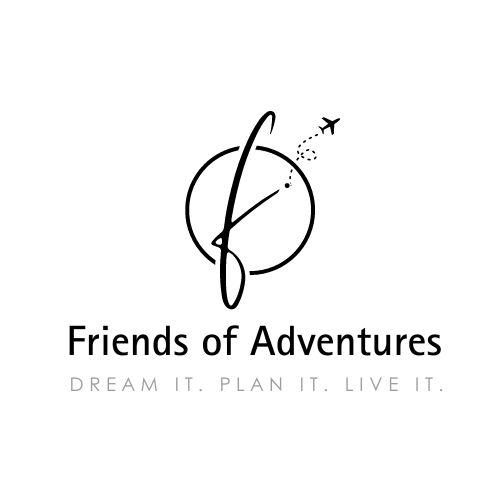 f
Friends of Adventures
DREAM IT. PLAN IT. LIVE IT.